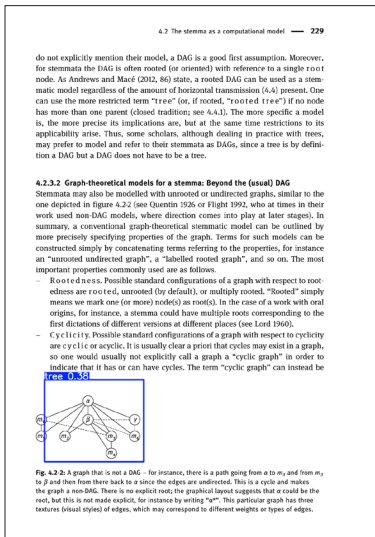 4.2 The stemma as a computational model — 229
do not explicitly mention their model, a DAG is a good first assumption. Moreover,
for stemmata the DAG is often rooted (or oriented) with reference to a single root
node. As Andrews and Macé (2012, 86) state, a rooted DAG can be used as a stem-
matic model regardless of the amount of horizontal transmission (4.4) present. One
can use the more restricted term “tree” (or, if rooted, “rooted tree”) if no node
has more than one parent (closed tradition; see 4.4.1). The more specific a model
is, the more precise its implications are, but at the same time restrictions to its
applicability arise. Thus, some scholars, although dealing in practice with trees,
may prefer to model and refer to their stemmata as DAGs, since a tree is by defini-
tion a DAG but a DAG does not have to be a tree.
4.2.3.2 Graph-theoretical models for a stemma: Beyond the (usual) DAG
Stemmata may also be modelled with unrooted or undirected graphs, similar to the
one depicted in figure 4.2-2 (see Quentin 1926 or Flight 1992, who at times in their
work used non-DAG models, where direction comes into play at later stages). In
summary, a conventional graph-theoretical stemmatic model can be outlined by
more precisely specifying properties of the graph. Terms for such models can be
constructed simply by concatenating terms referring to the properties, for instance
an “unrooted undirected graph”, a “labelled rooted graph”, and so on. The most
important properties commonly used are as follows.
– Rootedness. Possible standard configurations of a graph with respect to root-
edness are rooted, unrooted (by default), or multiply rooted. “Rooted” simply
means we mark one (or more) node(s) as root(s). In the case of a work with oral
origins, for instance, a stemma could have multiple roots corresponding to the
first dictations of different versions at different places (see Lord 1960).
– Cyclicity. Possible standard configurations of a graph with respect to cyclicity
are cyclic or acyclic. It is usually clear a priori that cycles may exist in a graph,
so one would usually not explicitly call a graph a “cyclic graph” in order to
indicate that it has or can have cycles. The term “cyclic graph” can instead be
tree 0.38
α
β γ
Fig. 4.2-2: A graph that is not a DAG – for instance, there is a path going from α to m₃ and from m₃
to β and then from there back to α since the edges are undirected. This is a cycle and makes
the graph a non-DAG. There is no explicit root; the graphical layout suggests that α could be the
root, but this is not made explicit, for instance by writing “α*”. This particular graph has three
textures (visual styles) of edges, which may correspond to different weights or types of edges.